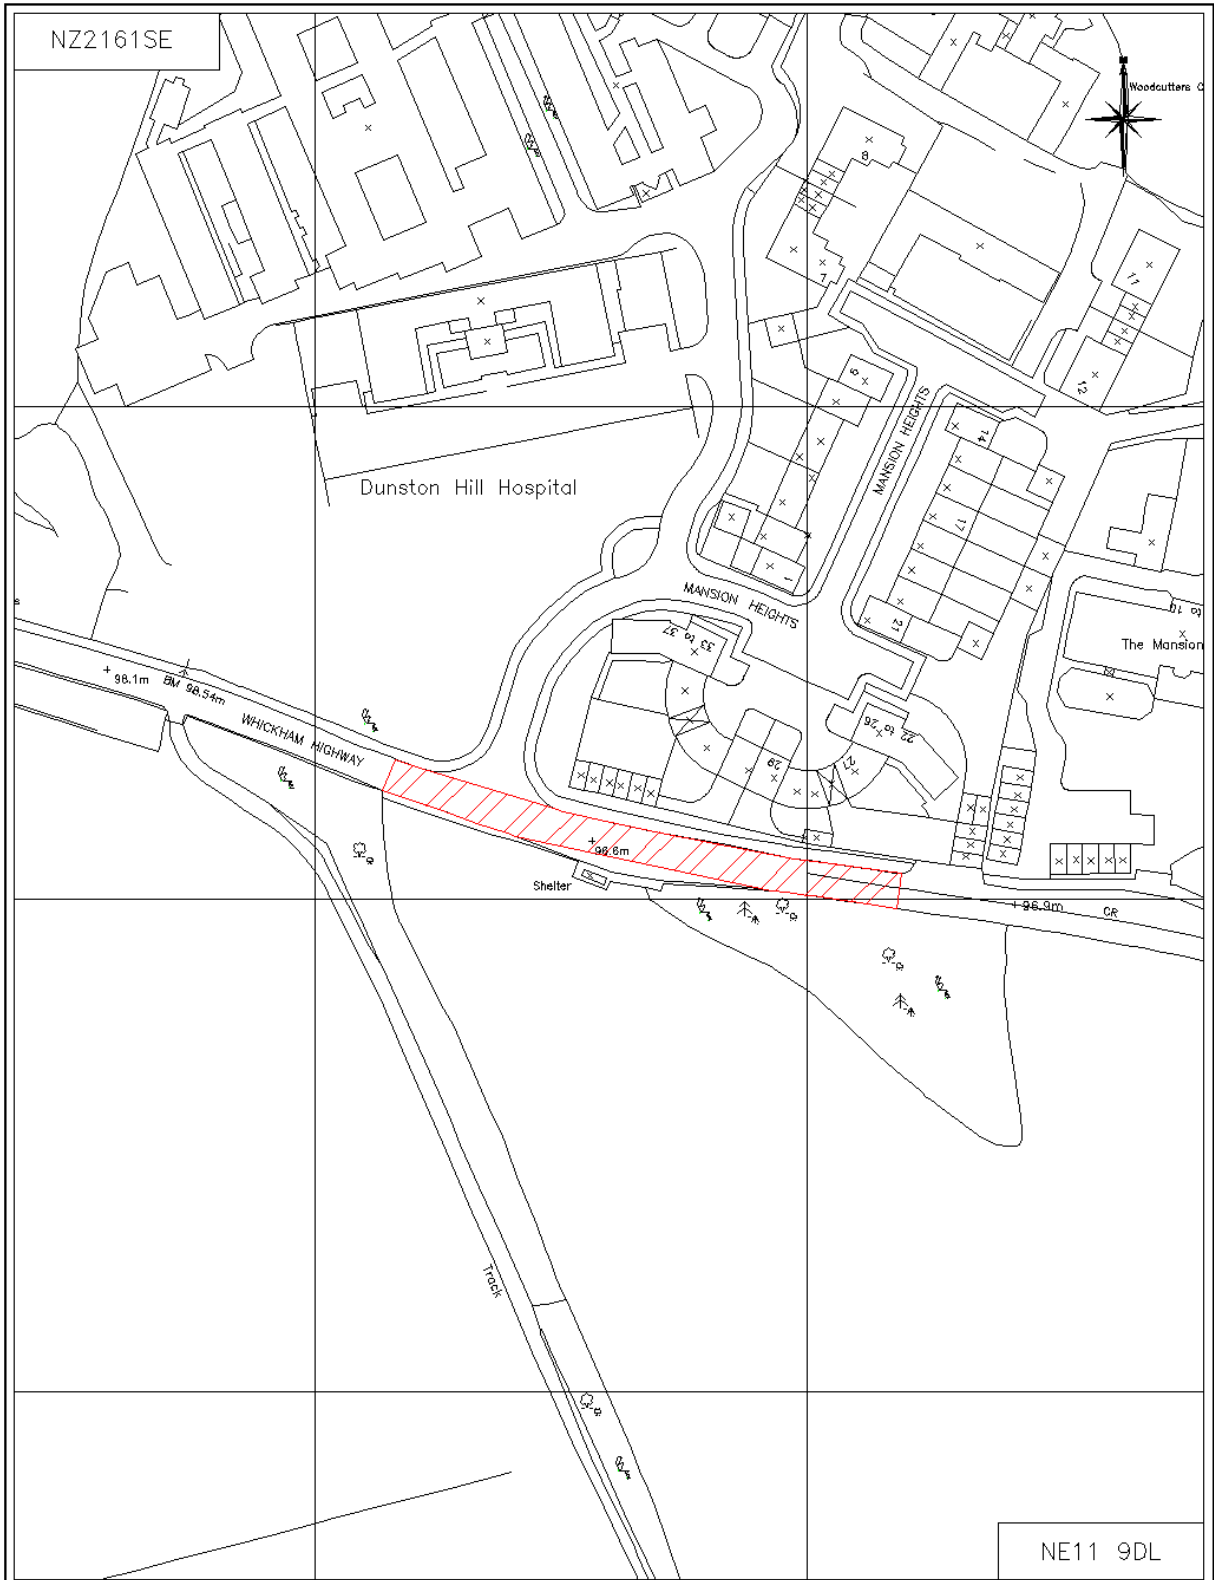 NZ2161SE
N
Woodcutters C
8
7
11
12
6
MANSION HEIGHTS
14
Dunston Hill Hospital
17
1
MANSION HEIGHTS
21
to 10
33 to 37
The Mansion
98.1m
BM 98.54m
WHICKHAM HIGHWAY
22 to 26
27
29
96.6m
Shelter
96.9m
CR
Track
NE11 9DL